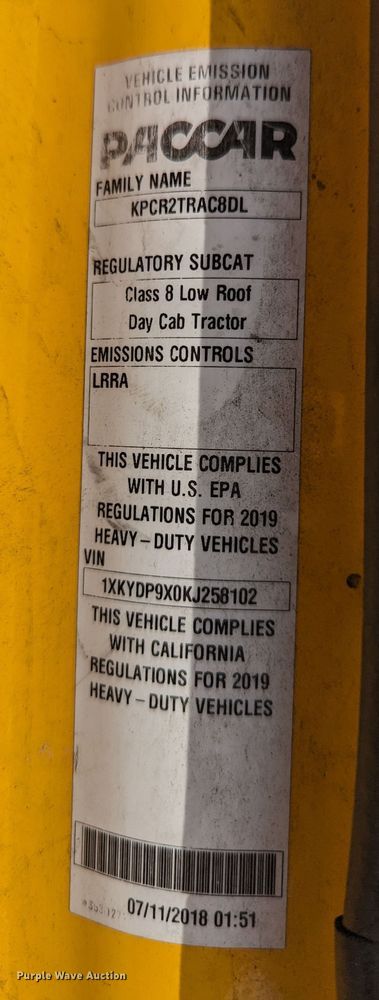 VEHICLE EMISSION
CONTROL INFORMATION
PACCAR
FAMILY NAME
KPCR2TRAC8DL
REGULATORY SUBCAT
Class 8 Low Roof
Day Cab Tractor
EMISSIONS CONTROLS
LRRA
THIS VEHICLE COMPLIES
WITH U.S. EPA
REGULATIONS FOR 2019
HEAVY-DUTY VEHICLES
VIN
1XKYDP9X0KJ258102
THIS VEHICLE COMPLIES
WITH CALIFORNIA
REGULATIONS FOR 2019
HEAVY-DUTY VEHICLES
07/11/2018 01:51
Purple Wave Auction